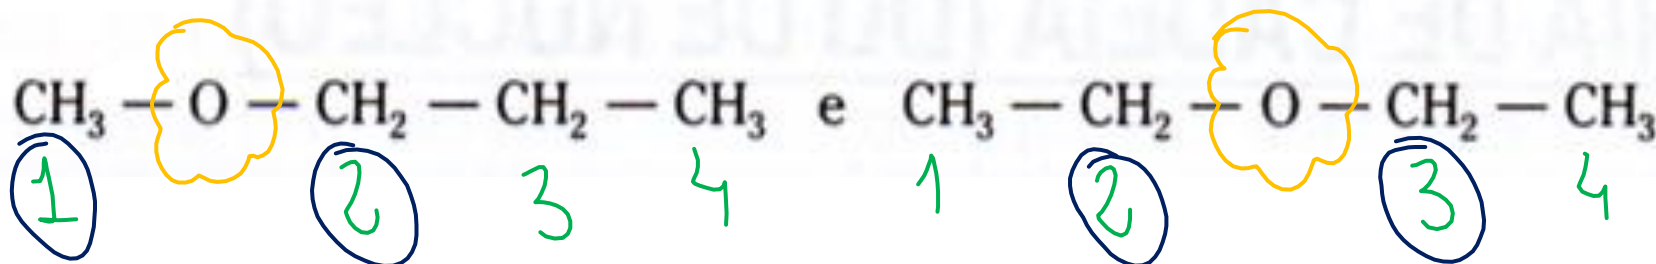 CH₃ — O — CH₂ — CH₂ — CH₃ e CH₃ — CH₂ — O — CH₂ — CH₃
1 2 3 4 1 2 3 4